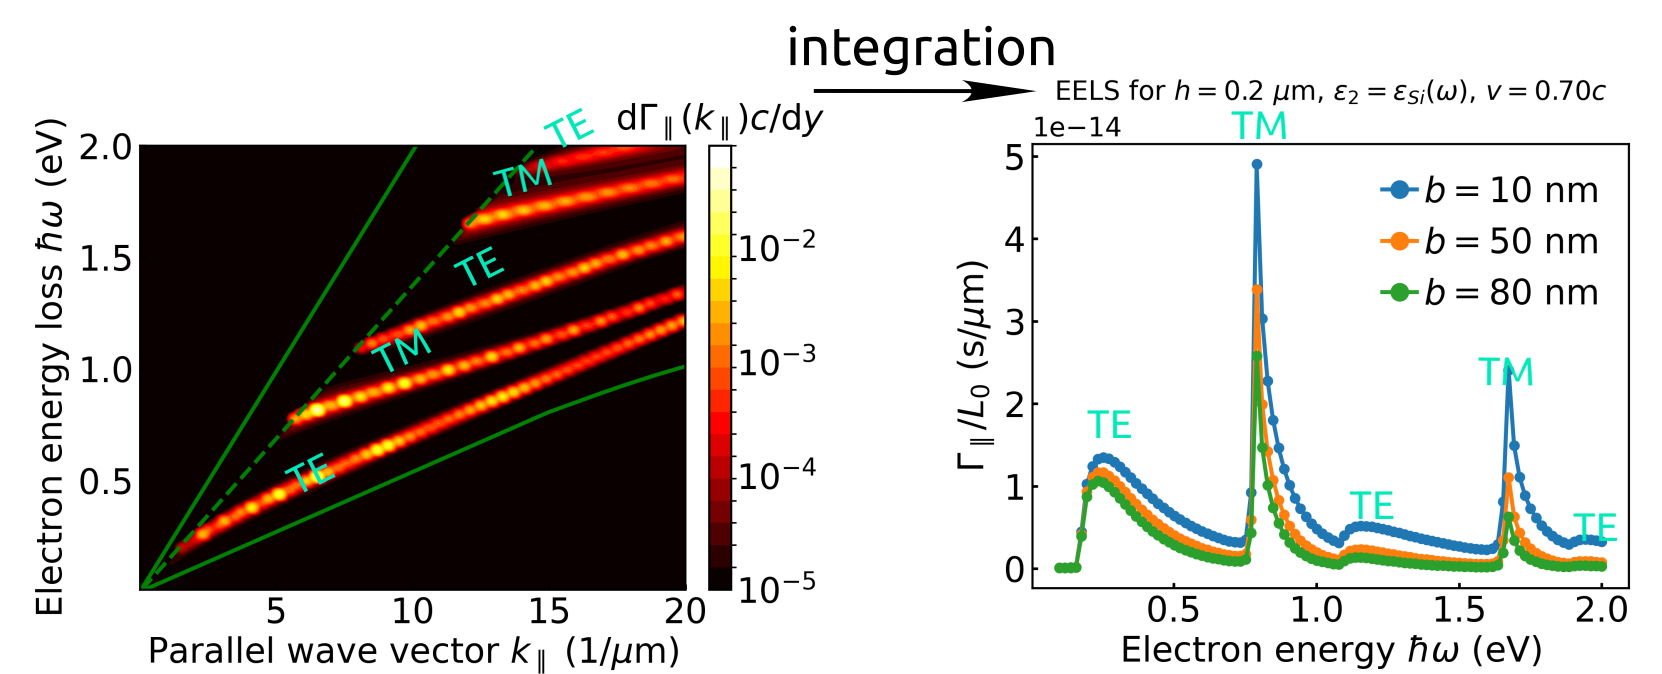 integration
EELS for h = 0.2 μm, ε₂ = ε_Si(ω), v = 0.70c
dΓ∥(k∥)c/dy
Electron energy loss ħω (eV)
2.0
1.5
1.0
0.5
TE
TM
TE
TM
TE
5
10
15
20
Parallel wave vector k∥ (1/μm)
10⁻²
10⁻³
10⁻⁴
10⁻⁵
1e−14
Γ∥/L₀ (s/μm)
5
4
3
2
1
0
TM
b = 10 nm
b = 50 nm
b = 80 nm
TM
TE
TE
TE
0.5
1.0
1.5
2.0
Electron energy ħω (eV)